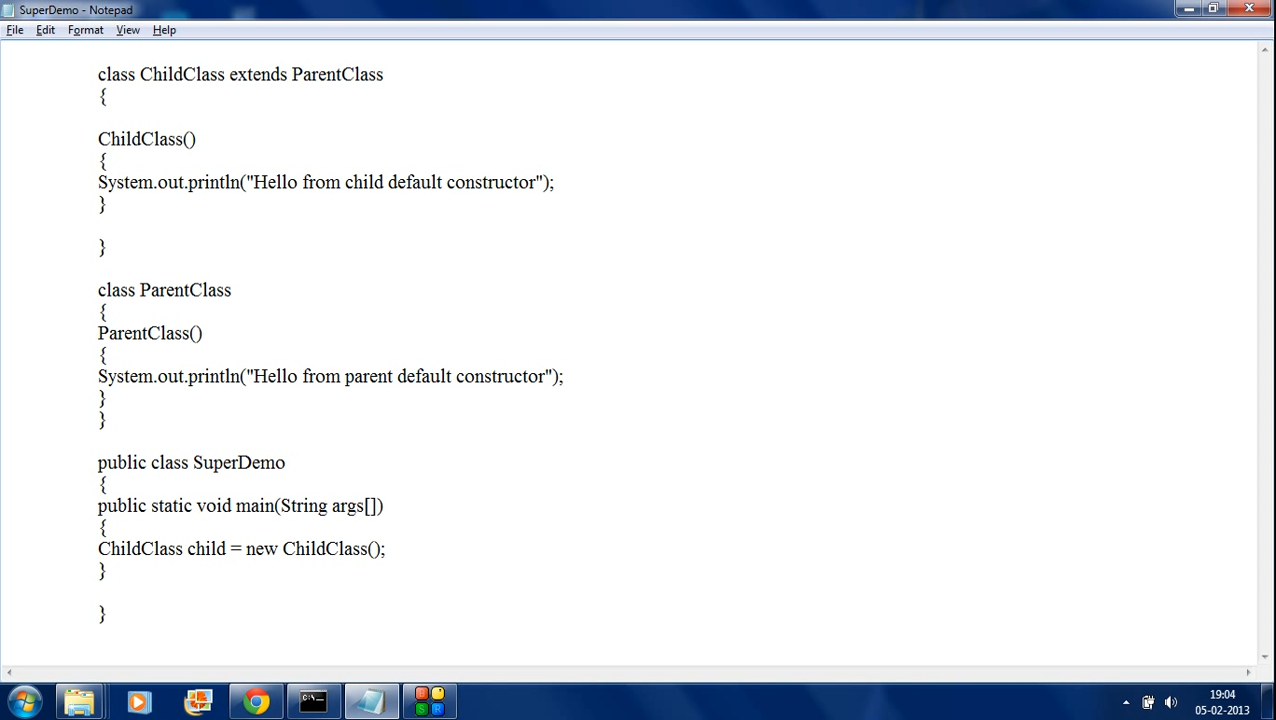 SuperDemo - Notepad
File Edit Format View Help
class ChildClass extends ParentClass
{
ChildClass()
{
System.out.println("Hello from child default constructor");
}
}
class ParentClass
{
ParentClass()
{
System.out.println("Hello from parent default constructor");
}
}
public class SuperDemo
{
public static void main(String args[])
{
ChildClass child = new ChildClass();
}
}
19:04
05-02-2013